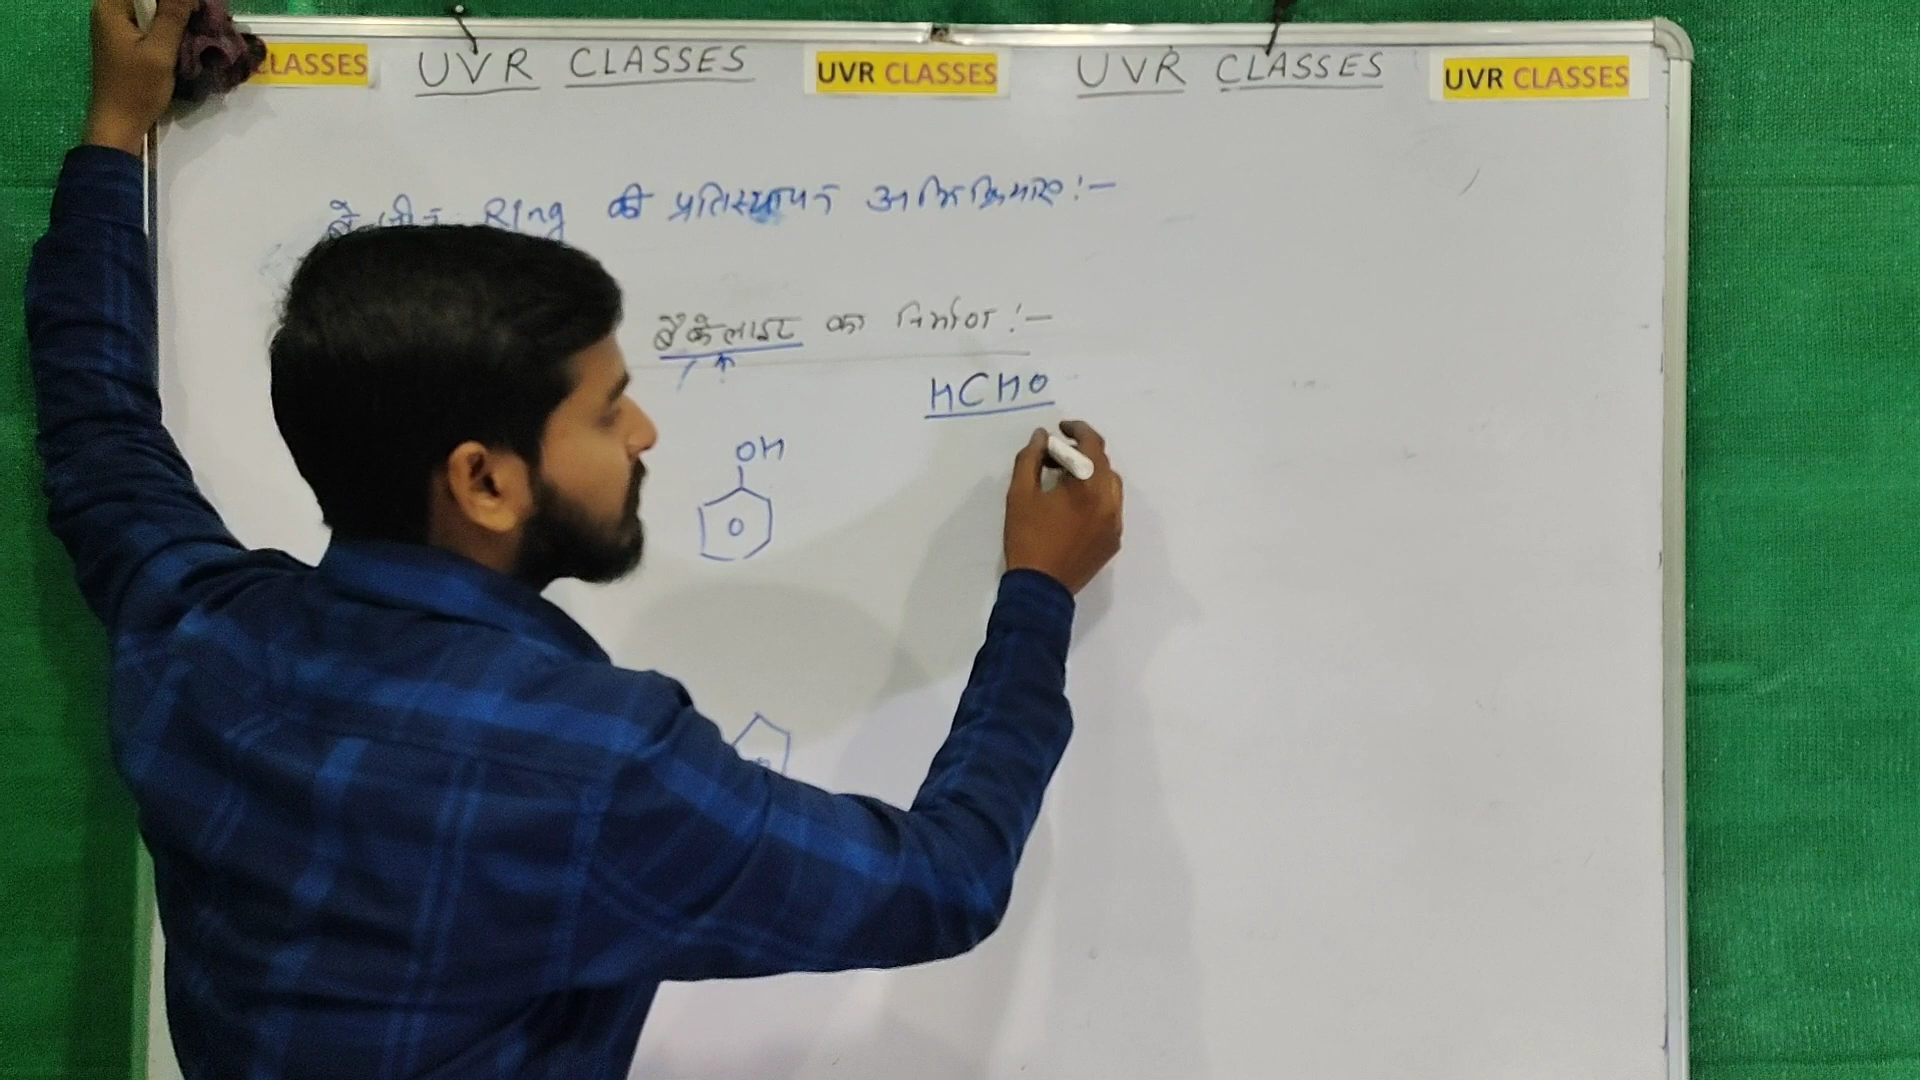 CLASSES UVR CLASSES UVR CLASSES UVR CLASSES UVR CLASSES
Ring की प्रतिस्थापन अभिक्रियाए:-
बैकेलाइट का निर्माण:-
HCHO
OH